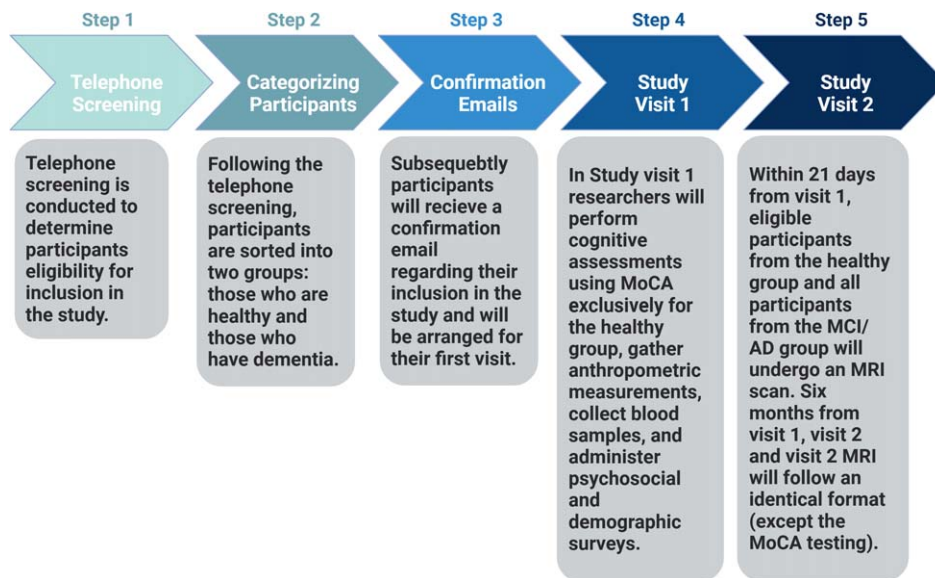 Step 1
Telephone
Screening
Telephone
screening is
conducted to
determine
participants
eligibility for
inclusion in
the study.
Step 2
Categorizing
Participants
Following the
telephone
screening,
participants
are sorted into
two groups:
those who are
healthy and
those who
have dementia.
Step 3
Confirmation
Emails
Subsequebtly
participants
will recieve a
confirmation
email
regarding their
inclusion in the
study and will
be arranged for
their first visit.
Step 4
Study
Visit 1
In Study visit 1
researchers will
perform
cognitive
assessments
using MoCA
exclusively for
the healthy
group, gather
anthropometric
measurements,
collect blood
samples, and
administer
psychosocial
and
demographic
surveys.
Step 5
Study
Visit 2
Within 21 days
from visit 1,
eligible
participants
from the healthy
group and all
participants
from the MCI/
AD group will
undergo an MRI
scan. Six
months from
visit 1, visit 2
and visit 2 MRI
will follow an
identical format
(except the
MoCA testing).